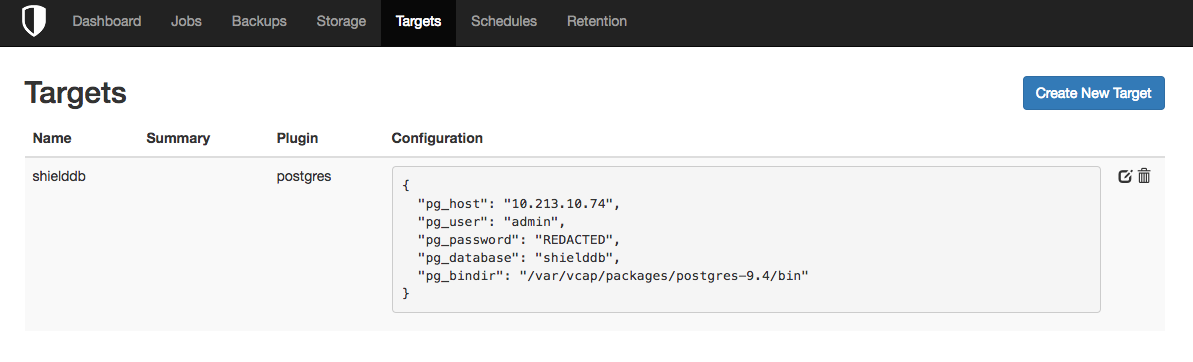 Dashboard Jobs Backups Storage Targets Schedules Retention
Targets
Create New Target
Name Summary Plugin Configuration
shielddb postgres
{
"pg_host": "10.213.10.74",
"pg_user": "admin",
"pg_password": "REDACTED",
"pg_database": "shielddb",
"pg_bindir": "/var/vcap/packages/postgres-9.4/bin"
}